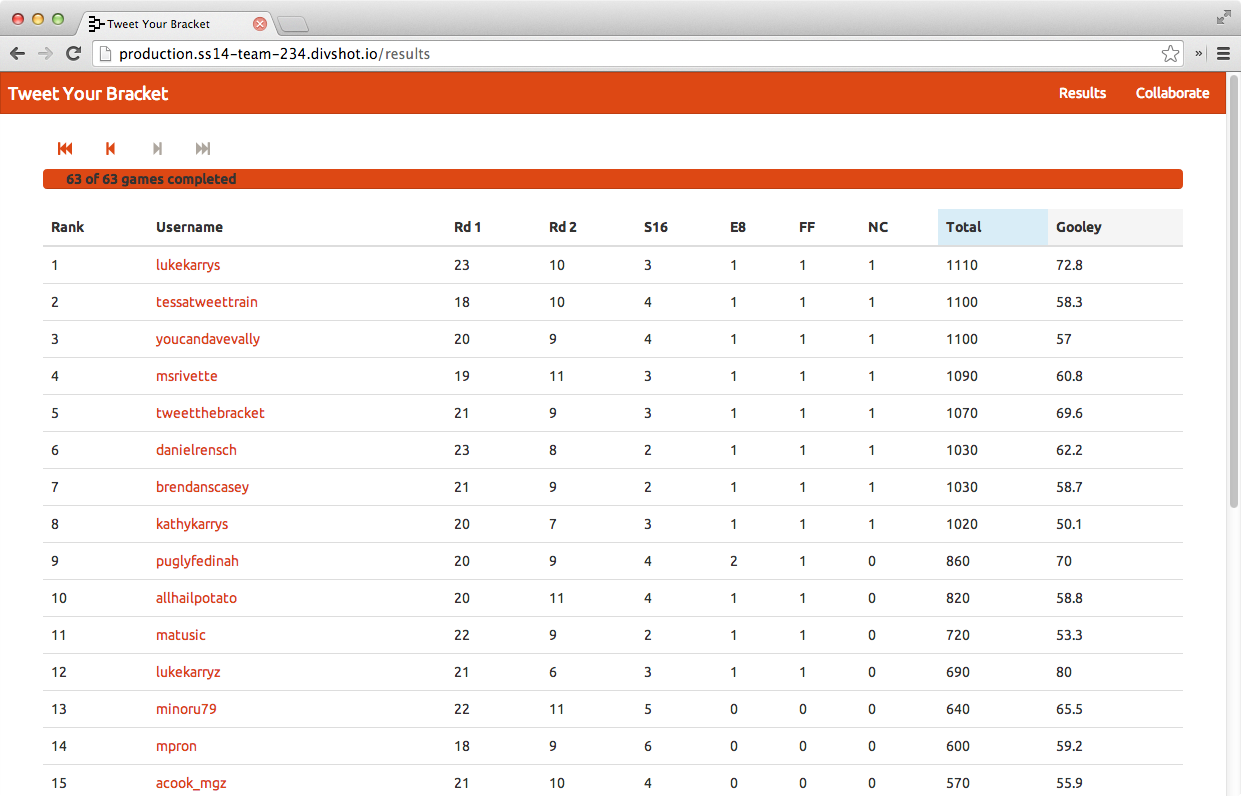 Tweet Your Bracket
production.ss14-team-234.divshot.io/results
Tweet Your Bracket Results Collaborate
63 of 63 games completed
Rank Username Rd 1 Rd 2 S16 E8 FF NC Total Gooley
1 lukekarrys 23 10 3 1 1 1 1110 72.8
2 tessatweettrain 18 10 4 1 1 1 1100 58.3
3 youcandavevally 20 9 4 1 1 1 1100 57
4 msrivette 19 11 3 1 1 1 1090 60.8
5 tweetthebracket 21 9 3 1 1 1 1070 69.6
6 danielrensch 23 8 2 1 1 1 1030 62.2
7 brendanscasey 21 9 2 1 1 1 1030 58.7
8 kathykarrys 20 7 3 1 1 1 1020 50.1
9 puglyfedinah 20 9 4 2 1 0 860 70
10 allhailpotato 20 11 4 1 1 0 820 58.8
11 matusic 22 9 2 1 1 0 720 53.3
12 lukekarryz 21 6 3 1 1 0 690 80
13 minoru79 22 11 5 0 0 0 640 65.5
14 mpron 18 9 6 0 0 0 600 59.2
15 acook_mgz 21 10 4 0 0 0 570 55.9